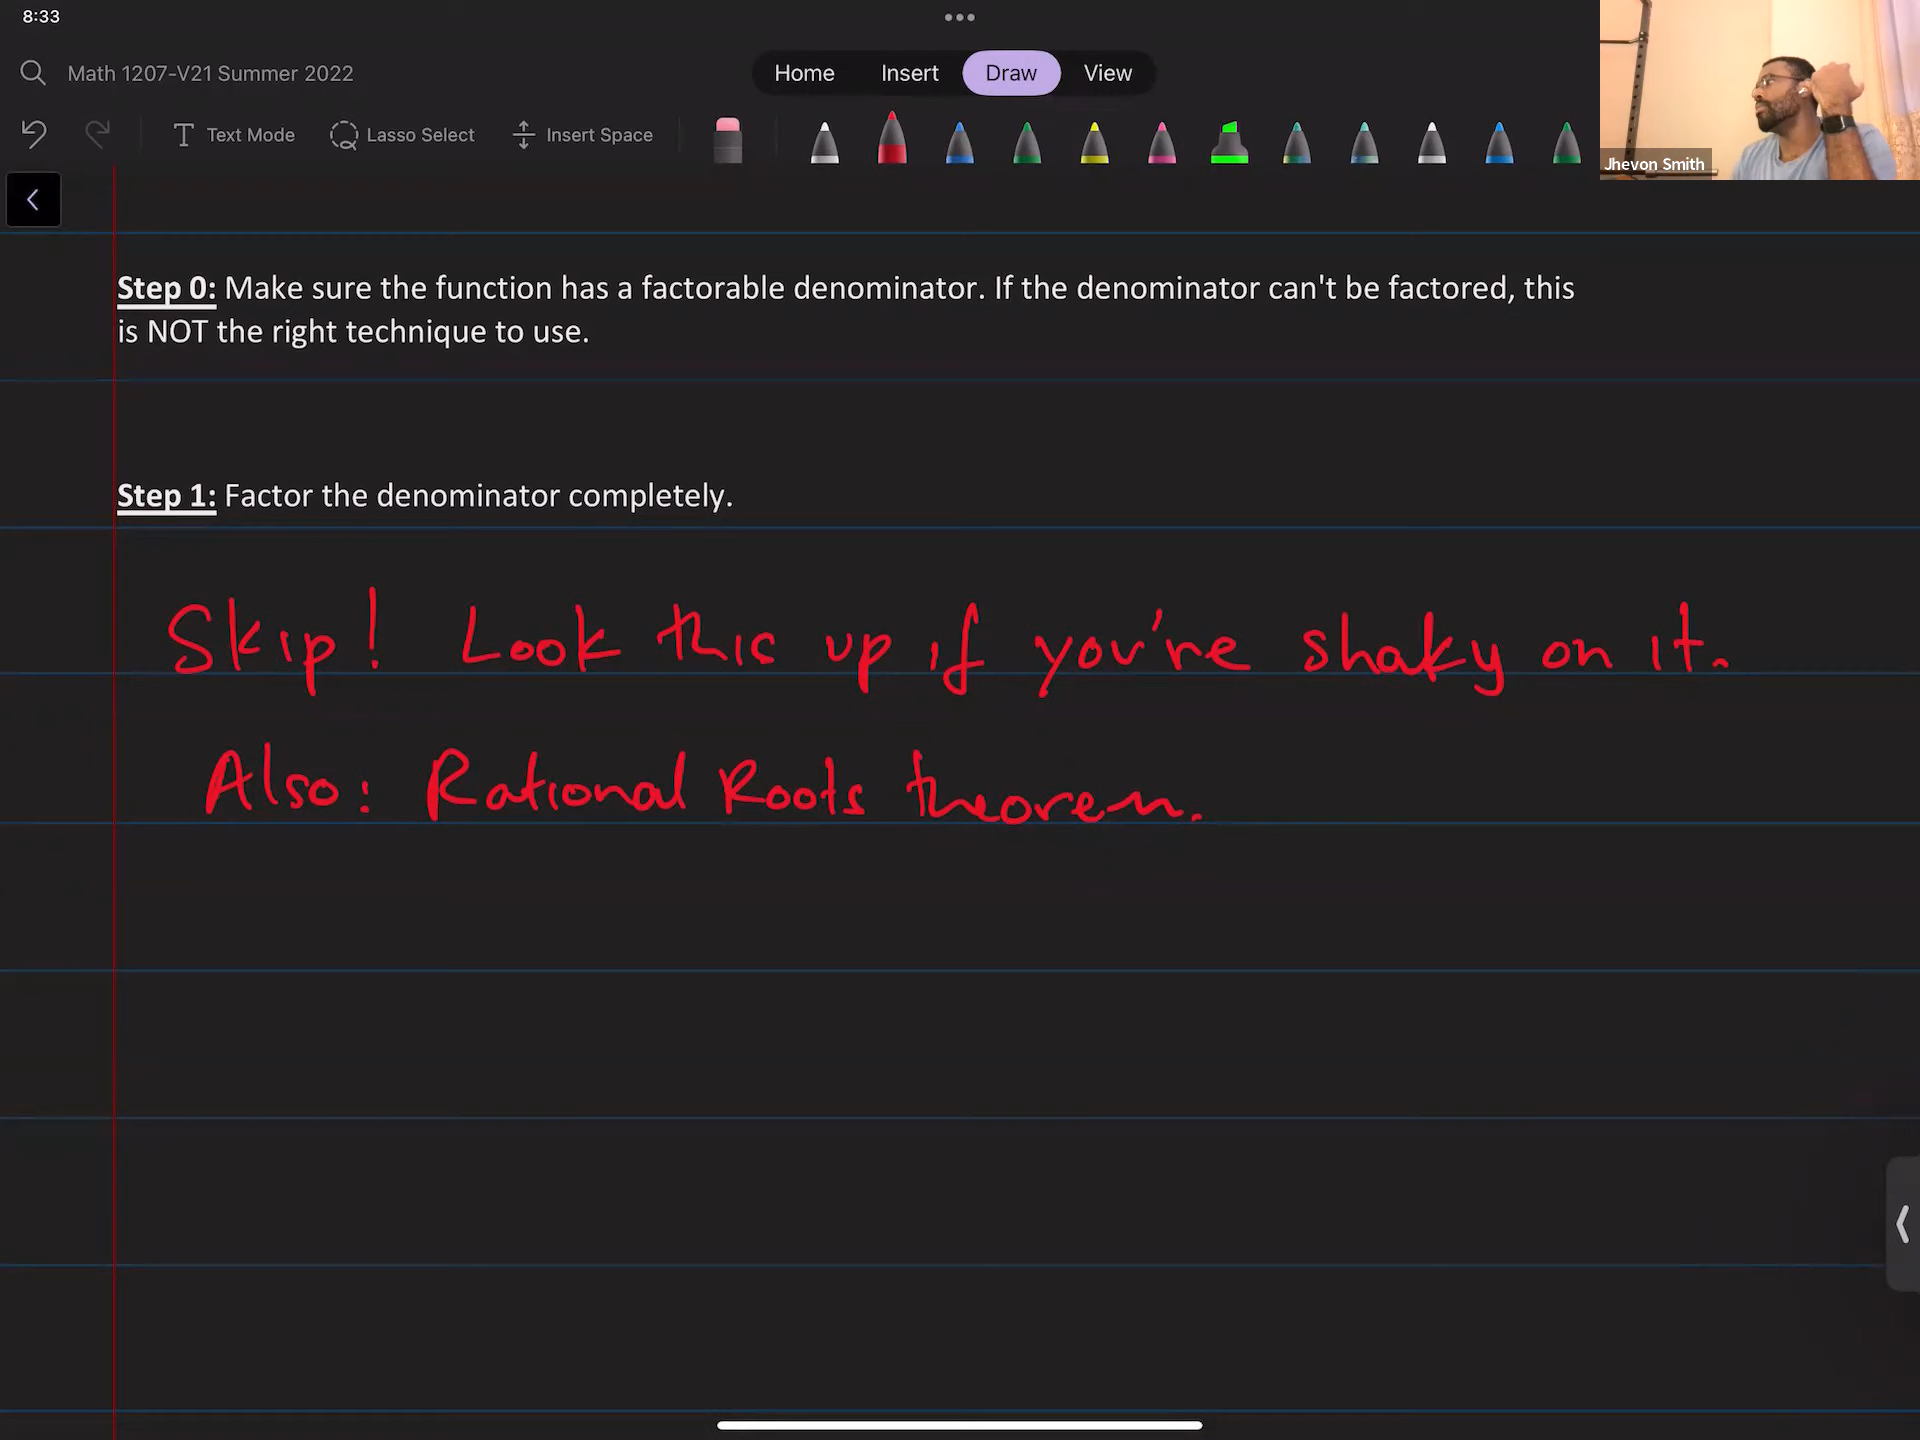 8:33
Math 1207-V21 Summer 2022
Home Insert Draw View
Text Mode Lasso Select Insert Space
Jhevon Smith
Step 0: Make sure the function has a factorable denominator. If the denominator can't be factored, this
is NOT the right technique to use.
Step 1: Factor the denominator completely.
Skip! Look this up if you're shaky on it.
Also: Rational Roots theorem.